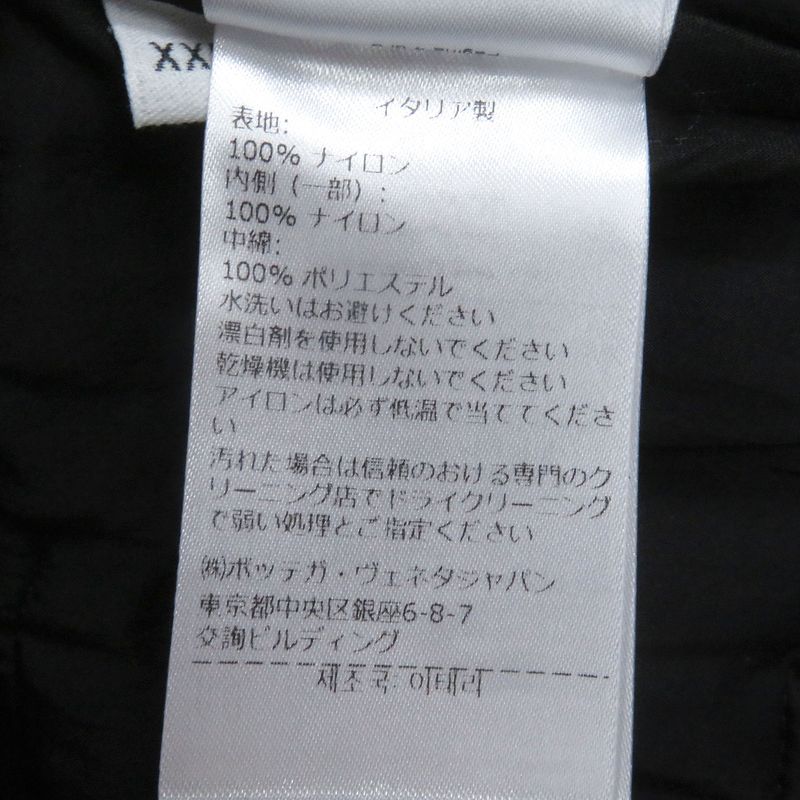 XX
イタリア製
表地:
100% ナイロン
内側 (一部) :
100% ナイロン
中綿:
100% ポリエステル
水洗いはお避けください
漂白剤を使用しないでください
乾燥機は使用しないでください
アイロンは必ず低温で当ててくださ
い
汚れた場合は信頼のおける専門のク
リーニング店でドライクリーニング
で弱い処理とご指定ください
㈱ボッテガ・ヴェネタジャパン
東京都中央区銀座6-8-7
交詢ビルディング
제조국: 이태리